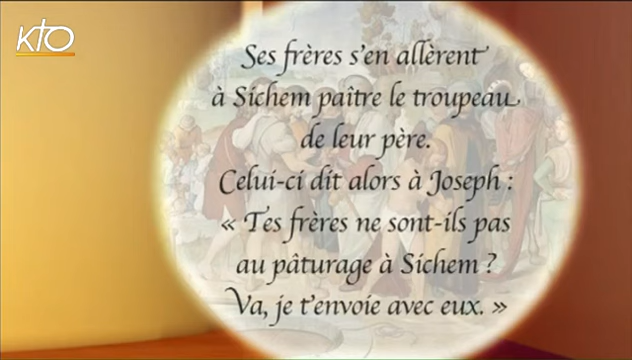 KTO
Ses frères s'en allèrent
à Sichem paître le troupeau
de leur père.
Celui-ci dit alors à Joseph :
« Tes frères ne sont-ils pas
au pâturage à Sichem ?
Va, je t'envoie avec eux. »